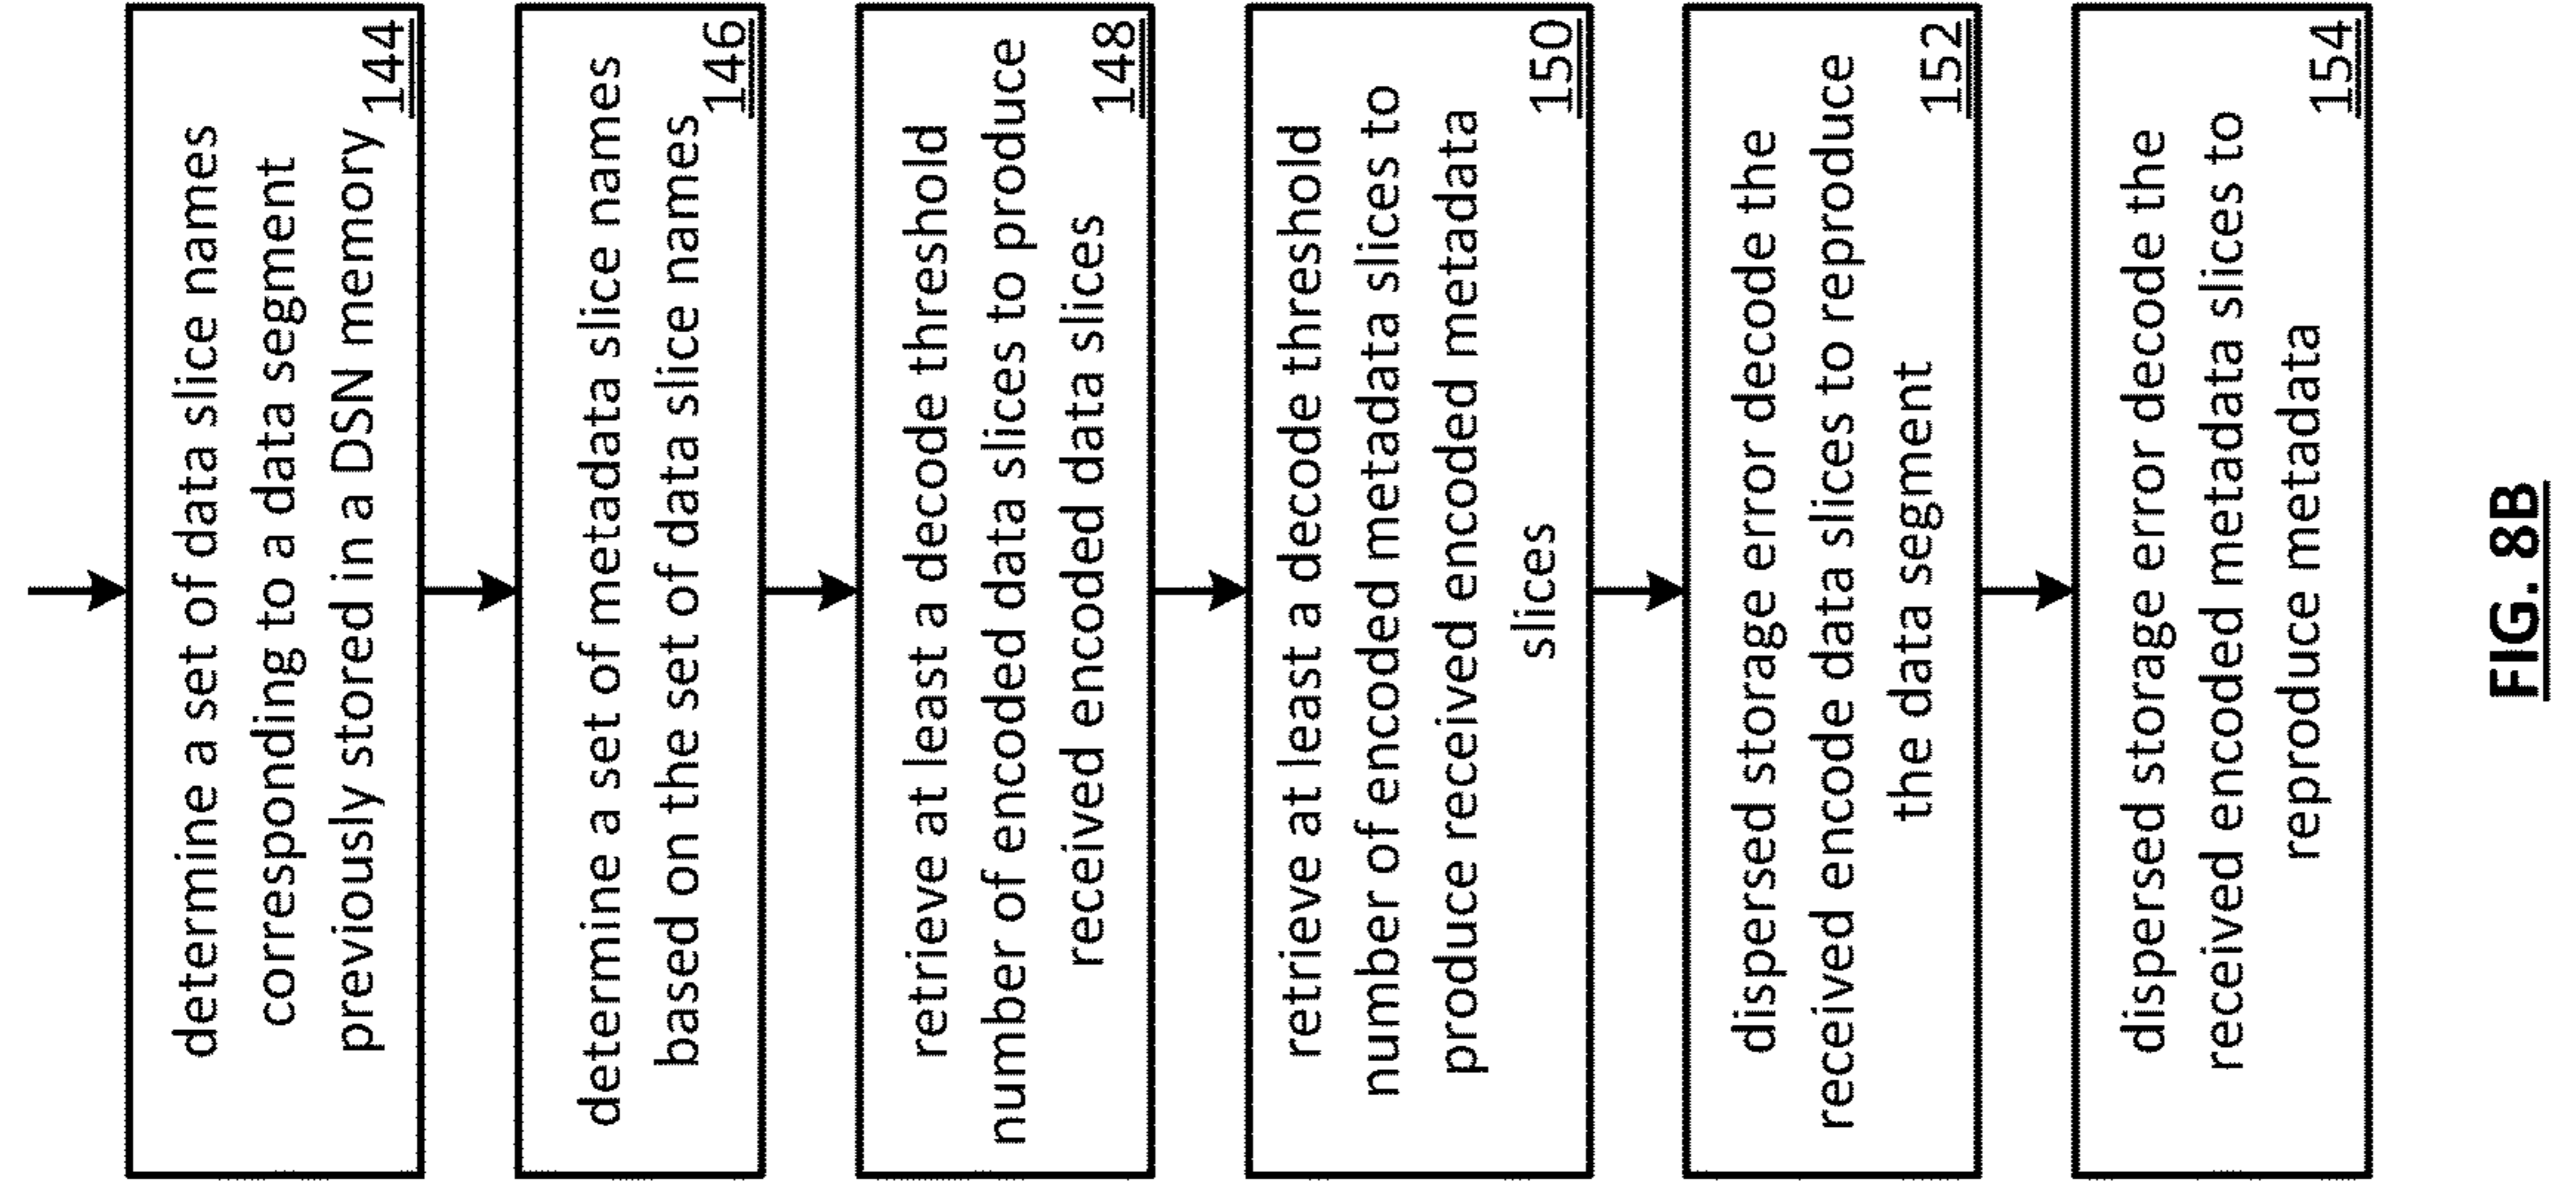 determine a set of data slice names
corresponding to a data segment
previously stored in a DSN memory
144
determine a set of metadata slice names
based on the set of data slice names
146
retrieve at least a decode threshold
number of encoded data slices to produce
received encoded data slices
148
retrieve at least a decode threshold
number of encoded metadata slices to
produce received encoded metadata
slices
150
dispersed storage error decode the
received encode data slices to reproduce
the data segment
152
dispersed storage error decode the
received encoded metadata slices to
reproduce metadata
154
FIG. 8B